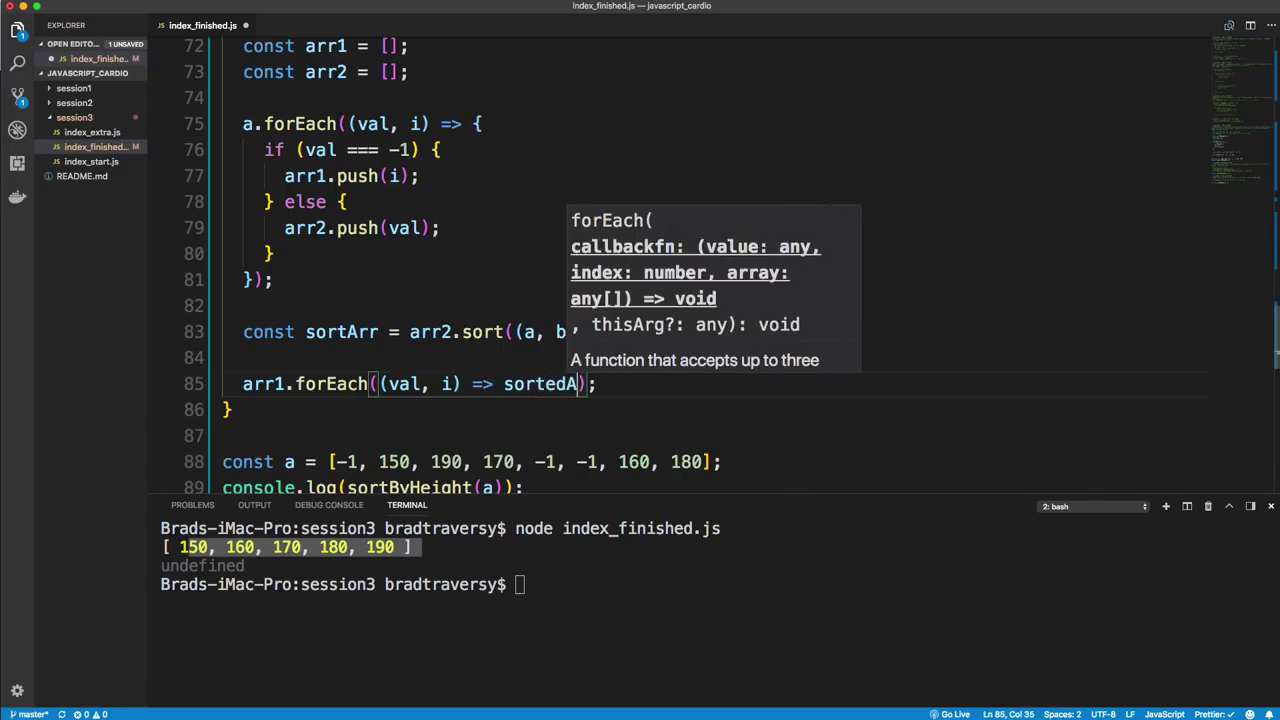 index_finished.js — javascript_cardio
EXPLORER
index_finished.js
OPEN EDITO... 1 UNSAVED
index_finishe... M
JAVASCRIPT_CARDIO
session1
session2
session3
index_extra.js
index_finished... M
index_start.js
README.md
1
1
72 const arr1 = [];
73 const arr2 = [];
74
75 a.forEach((val, i) => {
76 if (val === -1) {
77 arr1.push(i);
78 } else {
79 arr2.push(val);
80 }
81 });
82
83 const sortArr = arr2.sort((a, b
84
85 arr1.forEach((val, i) => sortedA);
86 }
87
88 const a = [-1, 150, 190, 170, -1, -1, 160, 180];
89 console.log(sortByHeight(a));
forEach(
callbackfn: (value: any,
index: number, array:
any[]) => void
, thisArg?: any): void
A function that accepts up to three
PROBLEMS OUTPUT DEBUG CONSOLE TERMINAL 2: bash
Brads-iMac-Pro:session3 bradtraversy$ node index_finished.js
[ 150, 160, 170, 180, 190 ]
undefined
Brads-iMac-Pro:session3 bradtraversy$
master* 0 0 Go Live Ln 85, Col 35 Spaces: 2 UTF-8 LF JavaScript Prettier: ✓